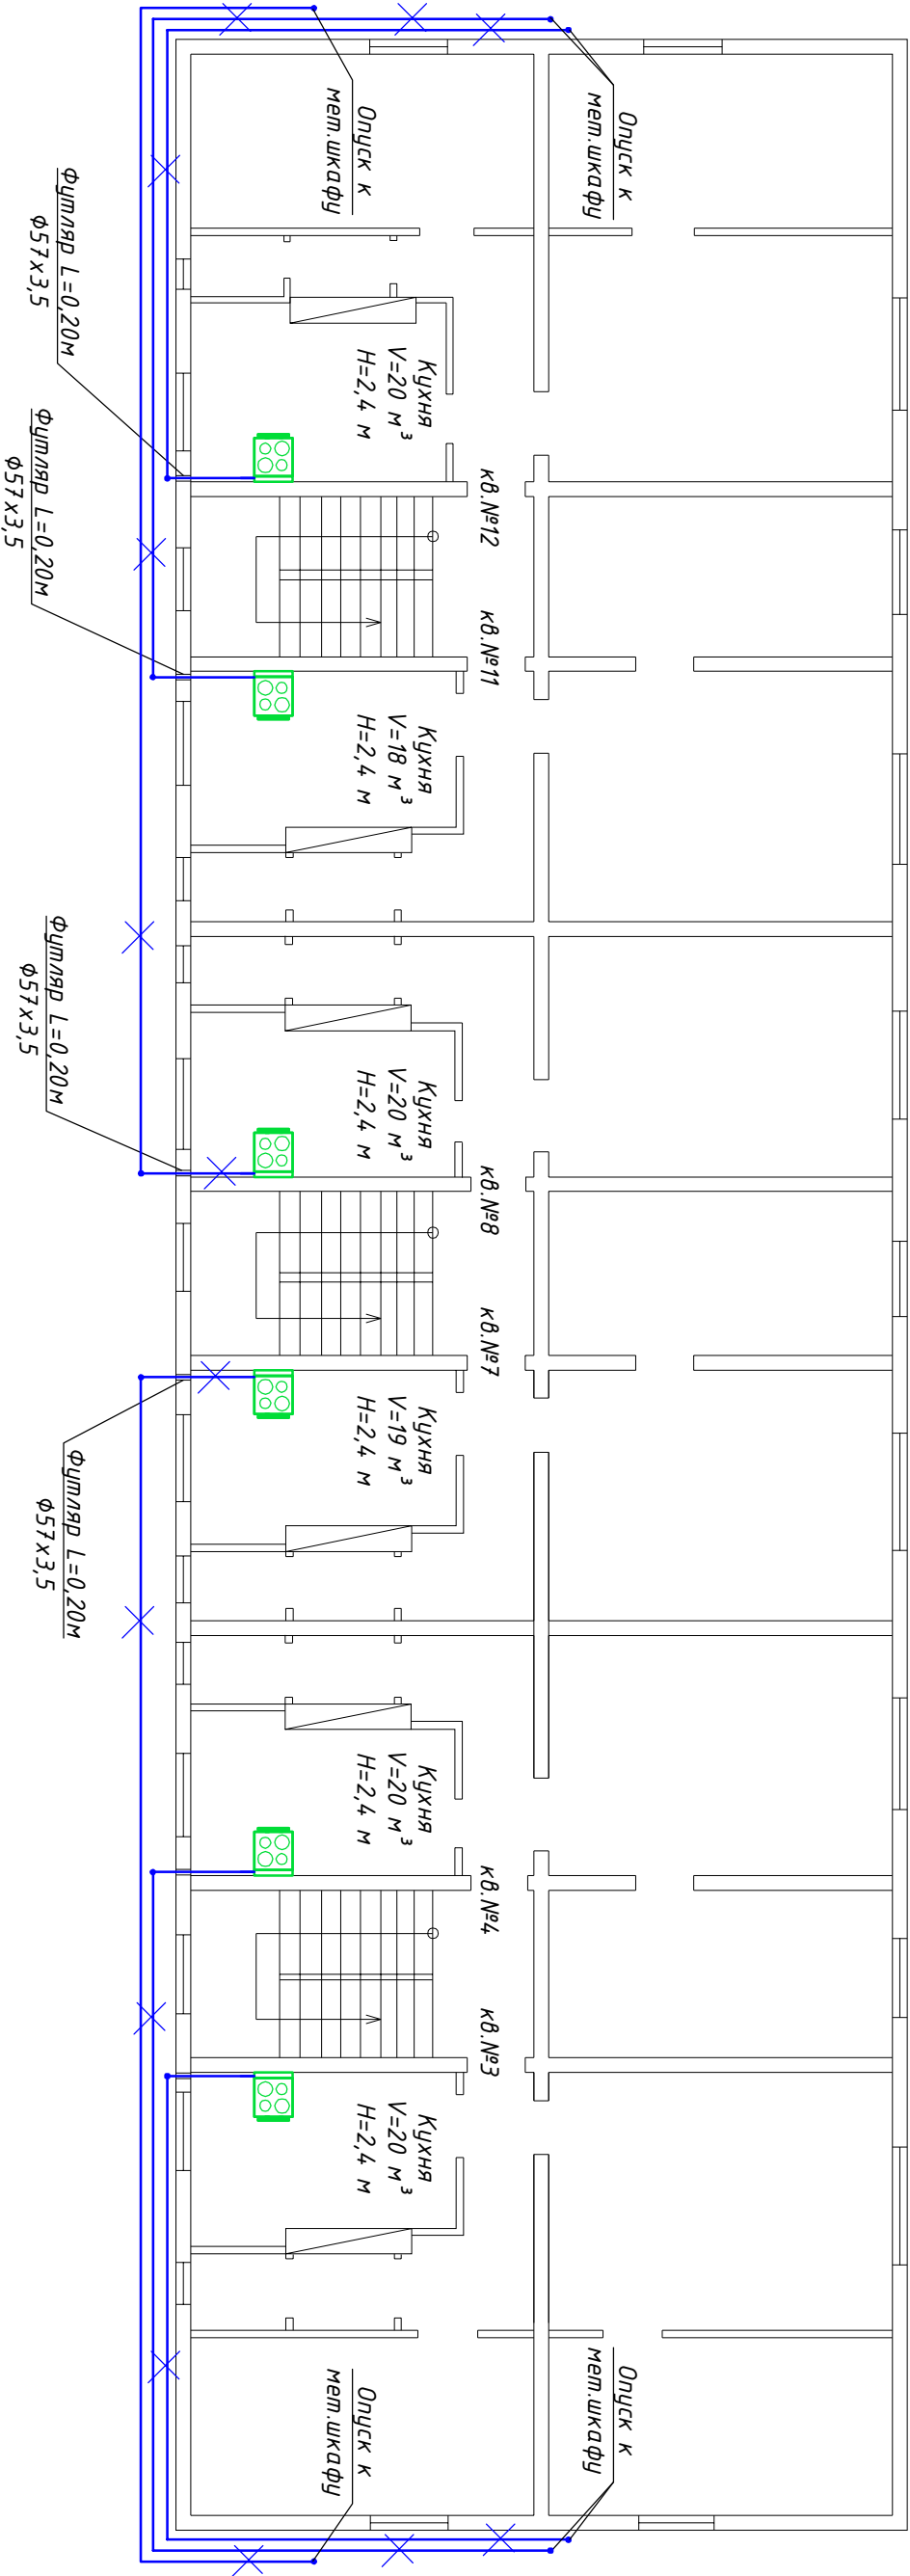 Опуск к
мет.шкафу
Опуск к
мет.шкафу
Футляр L=0,20м
ф57х3,5
Кухня
V=20 м³
H=2,4 м
Футляр L=0,20м
ф57х3,5
кв.№12
кв.№11
Кухня
V=18 м³
H=2,4 м
Футляр L=0,20м
ф57х3,5
Кухня
V=20 м³
H=2,4 м
кв.№8
кв.№7
Кухня
V=19 м³
H=2,4 м
Футляр L=0,20м
ф57х3,5
Кухня
V=20 м³
H=2,4 м
кв.№4
кв.№3
Кухня
V=20 м³
H=2,4 м
Опуск к
мет.шкафу
Опуск к
мет.шкафу